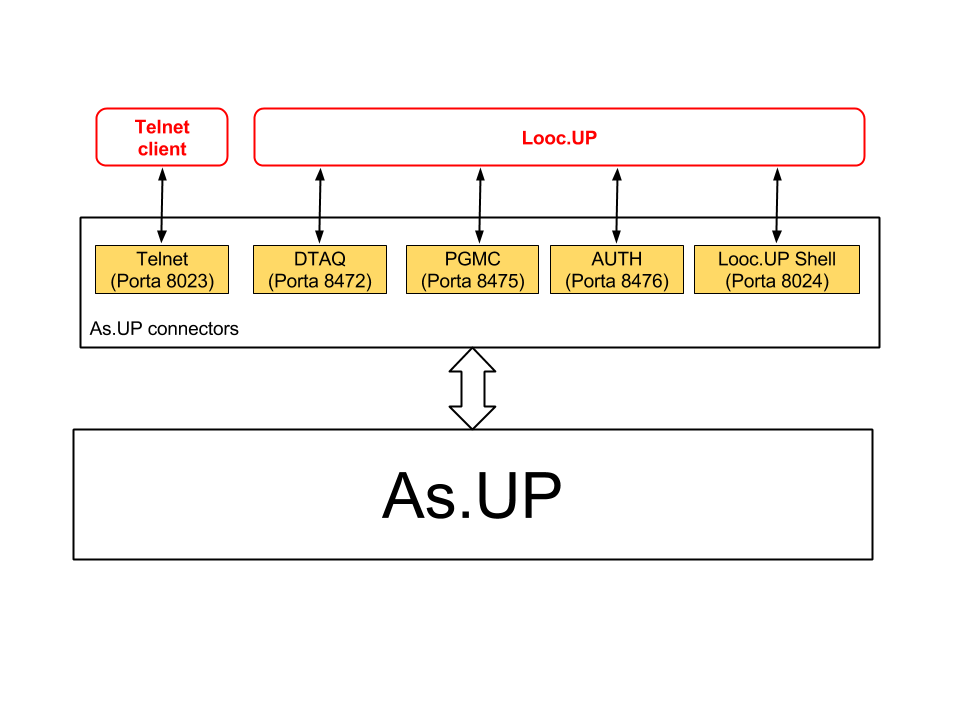 Telnet
client
Looc.UP
Telnet
(Porta 8023)
DTAQ
(Porta 8472)
PGMC
(Porta 8475)
AUTH
(Porta 8476)
Looc.UP Shell
(Porta 8024)
As.UP connectors
As.UP